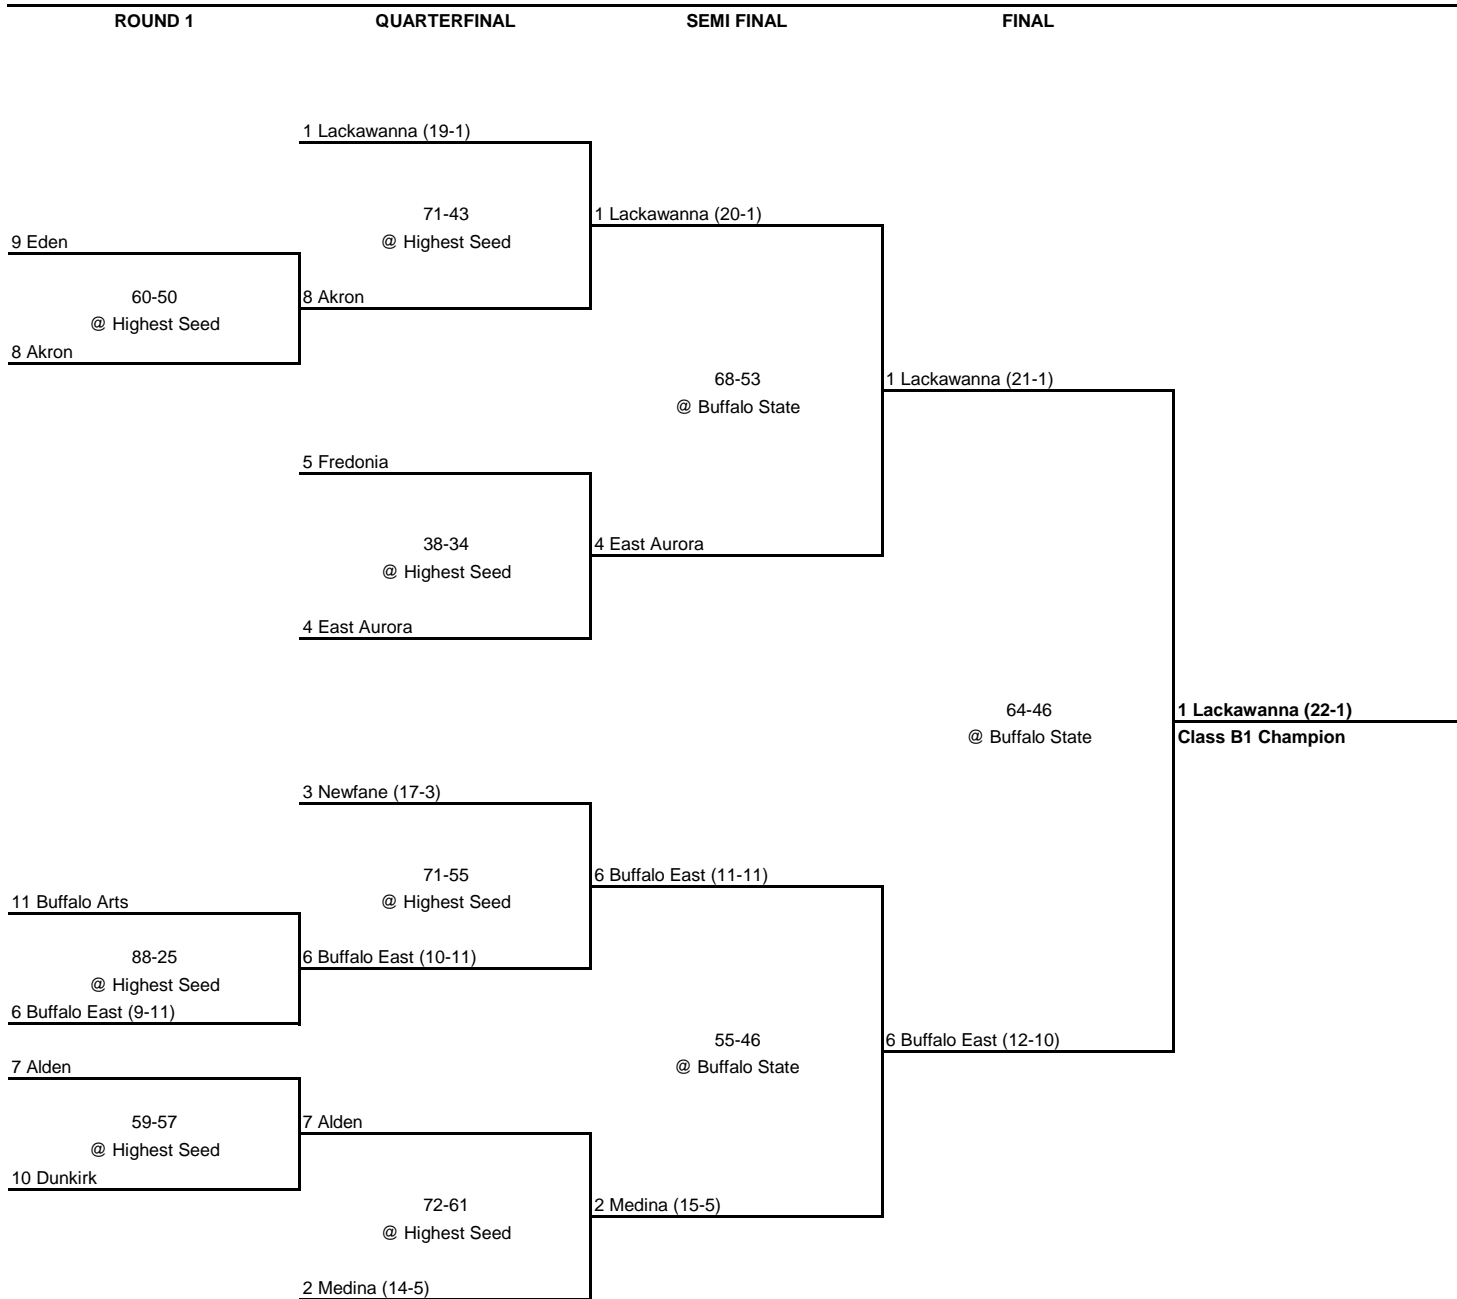 ROUND 1 QUARTERFINAL SEMI FINAL FINAL
1 Lackawanna (19-1)
71-43 1 Lackawanna (20-1)
9 Eden @ Highest Seed
60-50 8 Akron
@ Highest Seed
8 Akron
68-53 1 Lackawanna (21-1)
@ Buffalo State
5 Fredonia
38-34 4 East Aurora
@ Highest Seed
4 East Aurora
64-46 1 Lackawanna (22-1)
@ Buffalo State Class B1 Champion
3 Newfane (17-3)
71-55 6 Buffalo East (11-11)
11 Buffalo Arts @ Highest Seed
88-25 6 Buffalo East (10-11)
@ Highest Seed
6 Buffalo East (9-11)
55-46 6 Buffalo East (12-10)
7 Alden @ Buffalo State
59-57 7 Alden
@ Highest Seed
10 Dunkirk
72-61 2 Medina (15-5)
@ Highest Seed
2 Medina (14-5)